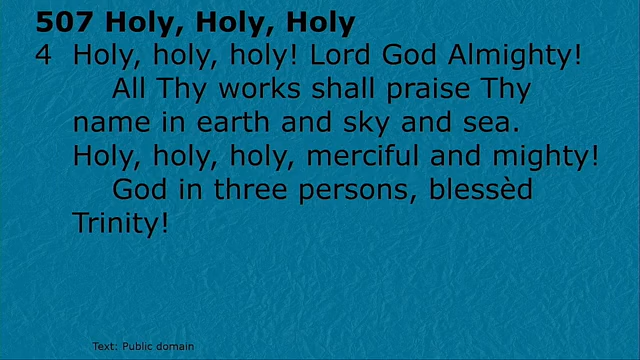 507 Holy, Holy, Holy
4 Holy, holy, holy! Lord God Almighty!
All Thy works shall praise Thy
name in earth and sky and sea.
Holy, holy, holy, merciful and mighty!
God in three persons, blessèd
Trinity!
Text: Public domain